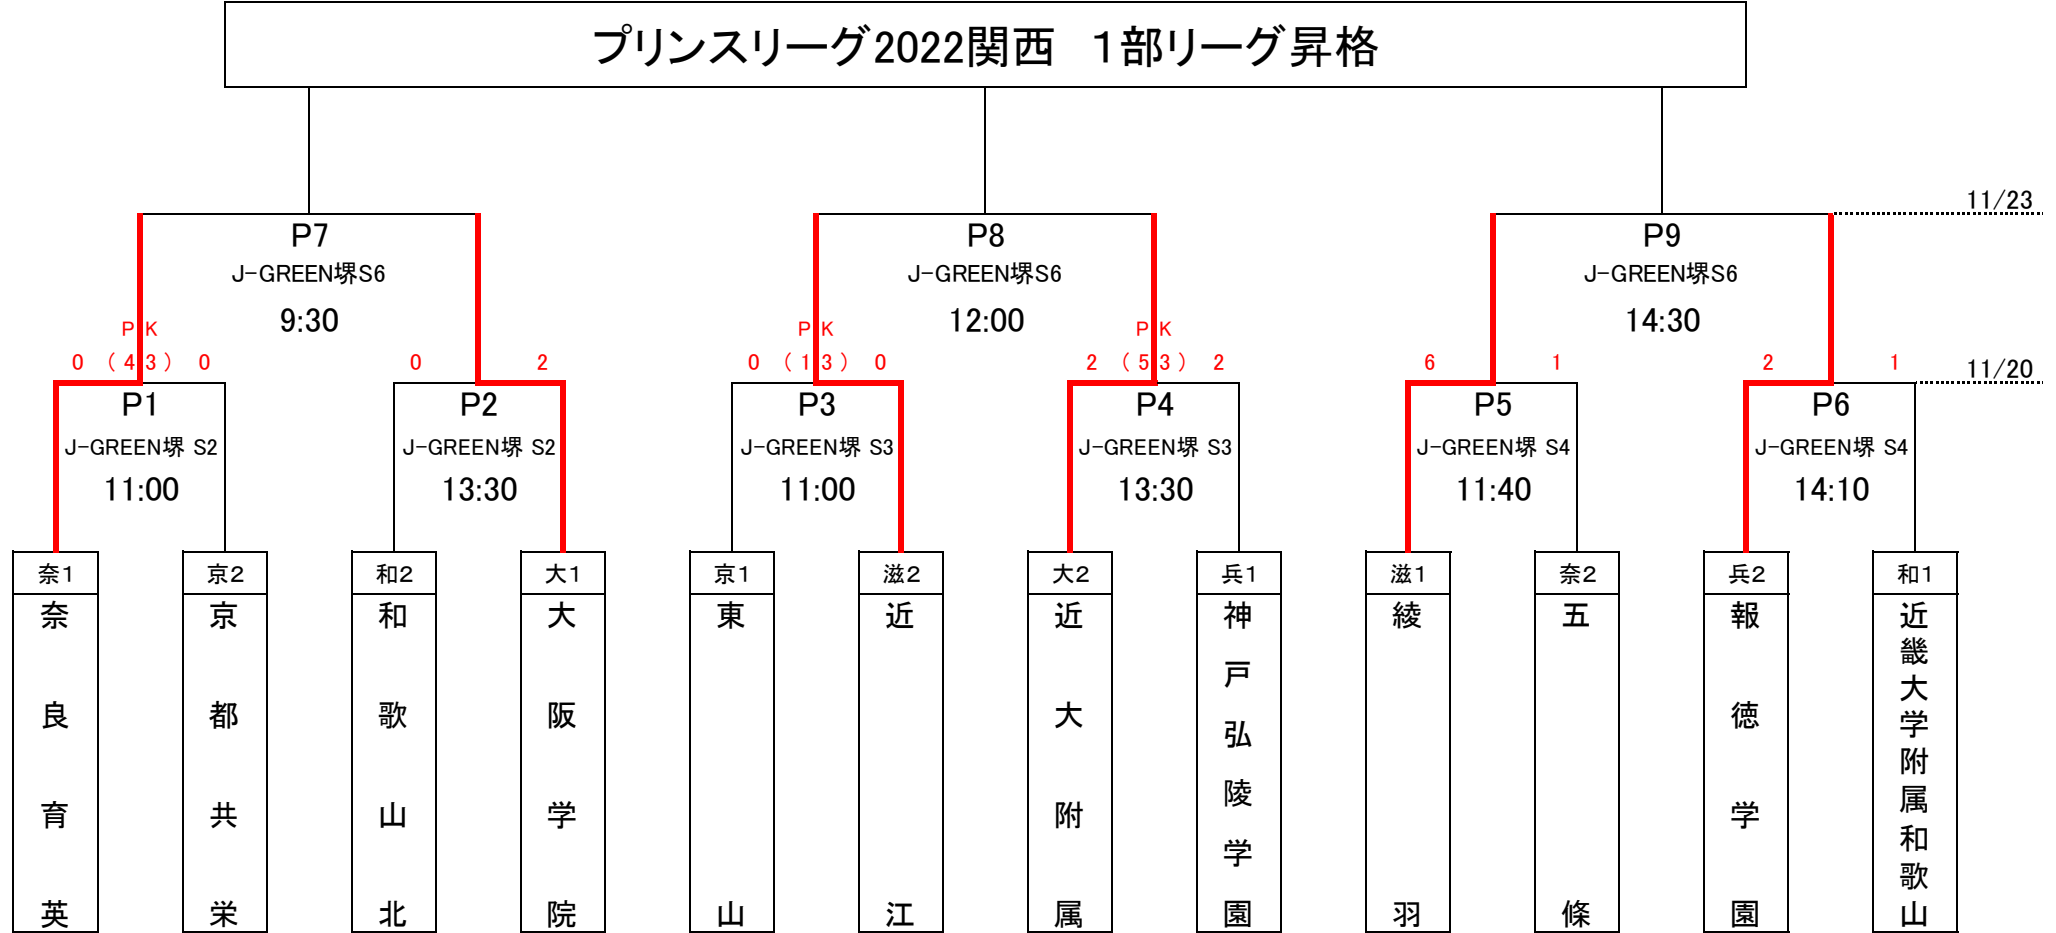 プリンスリーグ2022関西　1部リーグ昇格
11/23
P7
P8
P9
J-GREEN堺S6
J-GREEN堺S6
J-GREEN堺S6
9:30
12:00
14:30
PK
PK
PK
0 (43) 0
0
2
0 (13) 0
2 (53) 2
6
1
2
1
11/20
P1
P2
P3
P4
P5
P6
J-GREEN堺 S2
J-GREEN堺 S2
J-GREEN堺 S3
J-GREEN堺 S3
J-GREEN堺 S4
J-GREEN堺 S4
11:00
13:30
11:00
13:30
11:40
14:10
奈1
京2
和2
大1
京1
滋2
大2
兵1
滋1
奈2
兵2
和1
奈良育英
京都共栄
和歌山北
大阪学院
東山
近江
近大附属
神戸弘陵学園
綾羽
五條
報徳学園
近畿大学附属和歌山